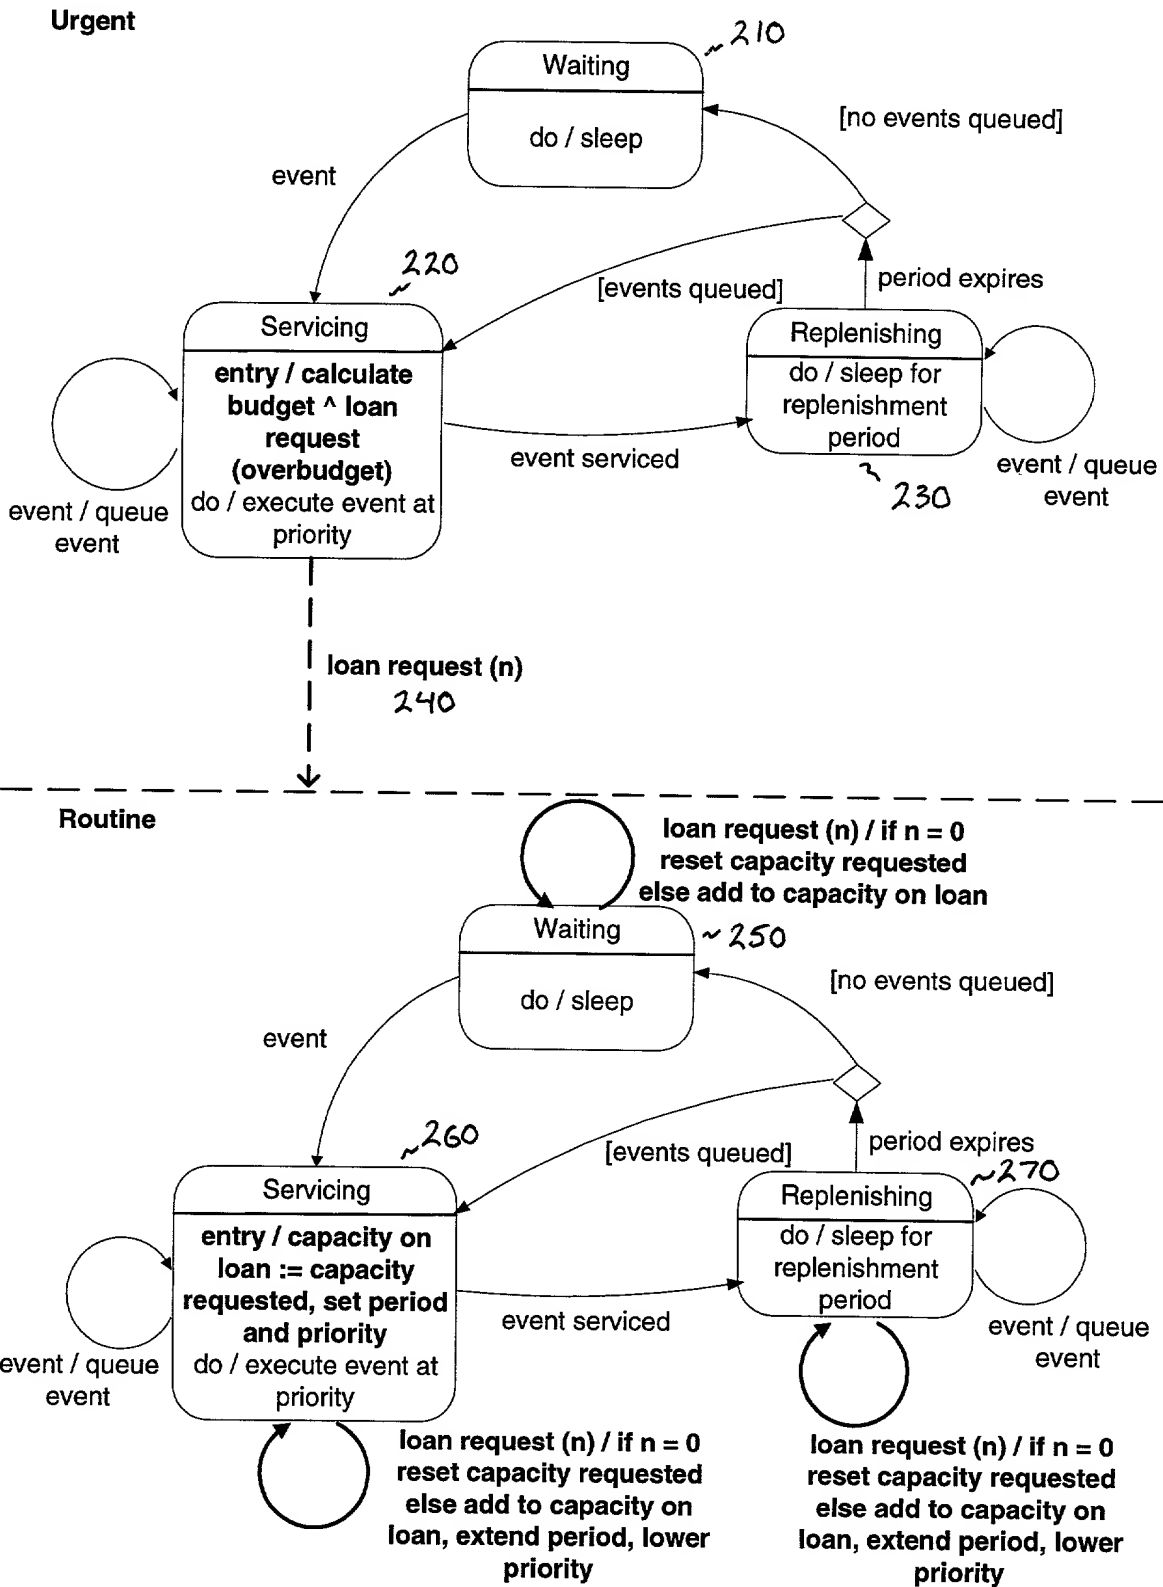 Urgent
210
Waiting
do / sleep
[no events queued]
event
220
[events queued]
period expires
Servicing
entry / calculate
budget ^ loan
request
(overbudget)
do / execute event at
priority
Replenishing
do / sleep for
replenishment
period
event serviced
event / queue
event
230
event / queue
event
loan request (n)
240
Routine
loan request (n) / if n = 0
reset capacity requested
else add to capacity on loan
Waiting
do / sleep
250
[no events queued]
event
260
[events queued]
period expires
270
Servicing
entry / capacity on
loan := capacity
requested, set period
and priority
do / execute event at
priority
Replenishing
do / sleep for
replenishment
period
event serviced
event / queue
event
event / queue
event
loan request (n) / if n = 0
reset capacity requested
else add to capacity on
loan, extend period, lower
priority
loan request (n) / if n = 0
reset capacity requested
else add to capacity on
loan, extend period, lower
priority